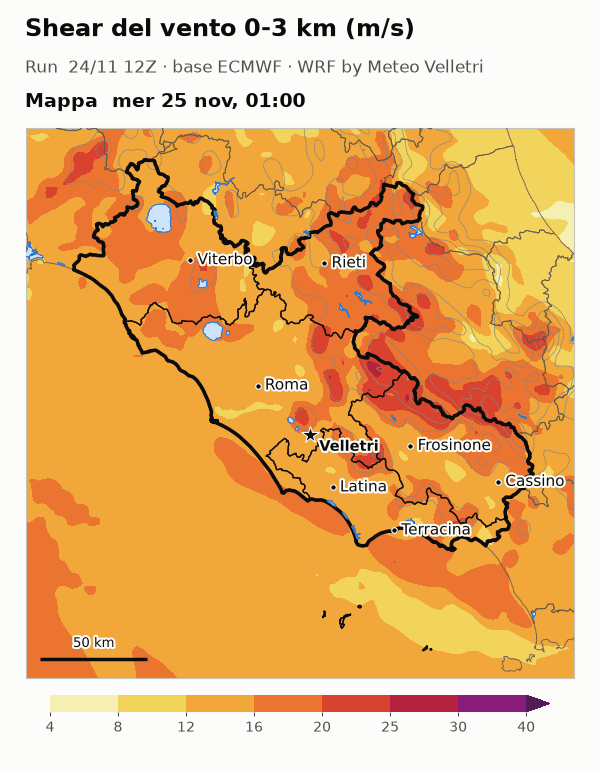 Shear del vento 0-3 km (m/s)
Run  24/11 12Z · base ECMWF · WRF by Meteo Velletri
Mappa  mer 25 nov, 01:00
Viterbo
Rieti
Roma
Velletri
Frosinone
Latina
Cassino
Terracina
50 km
4 8 12 16 20 25 30 40